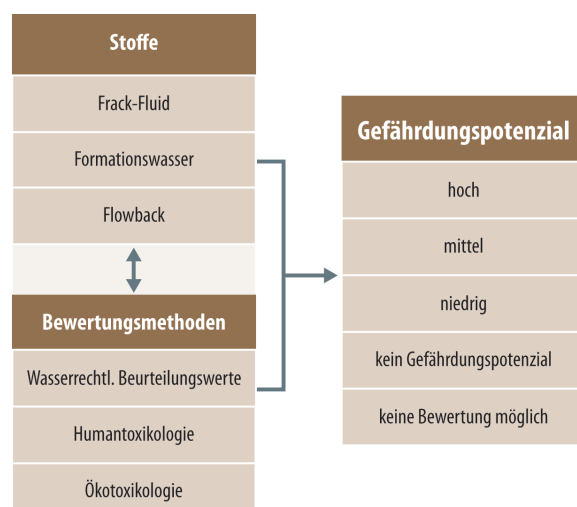 Stoffe
Frack-Fluid
Formationswasser
Flowback
Bewertungsmethoden
Wasserrechtl. Beurteilungswerte
Humantoxikologie
Ökotoxikologie
Gefährdungspotenzial
hoch
mittel
niedrig
kein Gefährdungspotenzial
keine Bewertung möglich